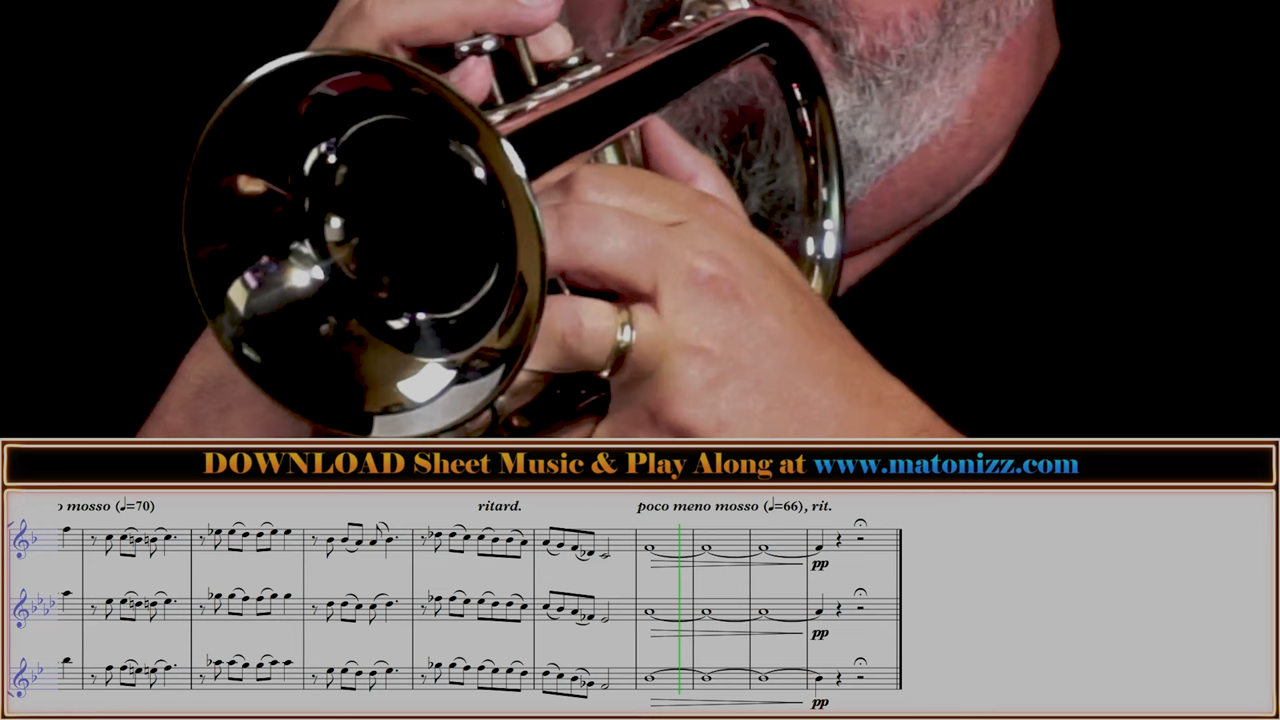 DOWNLOAD Sheet Music & Play Along at www.matonizz.com
mosso (♩=70) ritard. poco meno mosso (♩=66), rit.
pp
pp
pp